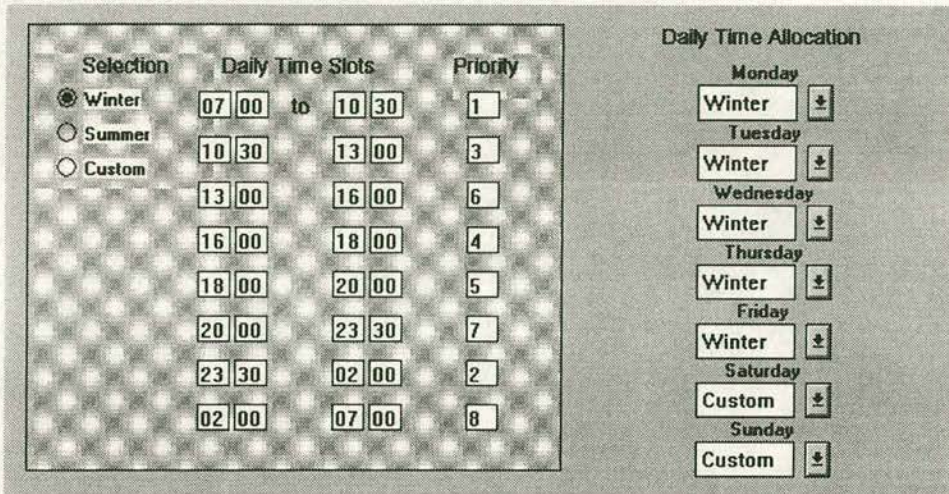 Selection Daily Time Slots Priority
Winter 07 00 to 10 30 1
Summer 10 30 13 00 3
Custom
13 00 16 00 6
16 00 18 00 4
18 00 20 00 5
20 00 23 30 7
23 30 02 00 2
02 00 07 00 8
Daily Time Allocation
Monday
Winter
Tuesday
Winter
Wednesday
Winter
Thursday
Winter
Friday
Winter
Saturday
Custom
Sunday
Custom